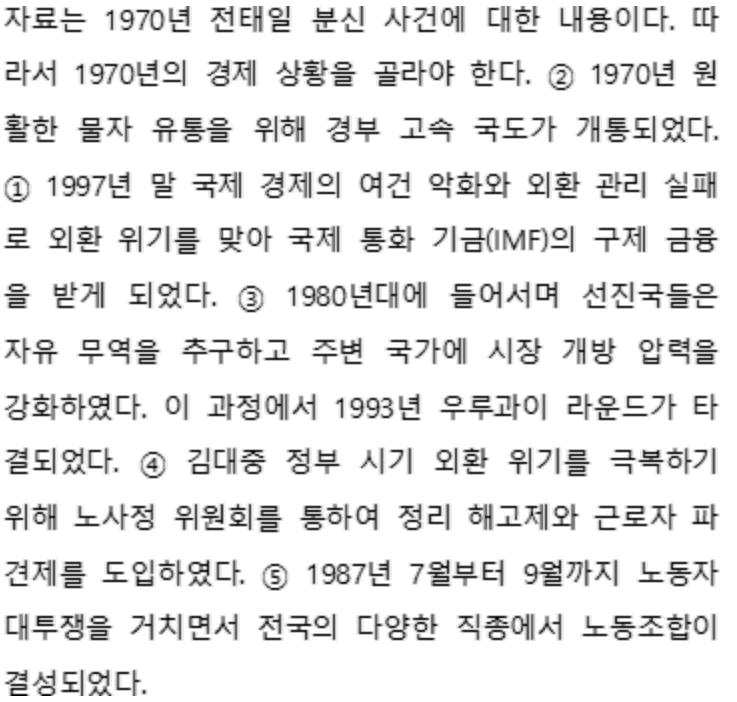 자료는 1970년 전태일 분신 사건에 대한 내용이다. 따
라서 1970년의 경제 상황을 골라야 한다. ② 1970년 원
활한 물자 유통을 위해 경부 고속 국도가 개통되었다.
① 1997년 말 국제 경제의 여건 악화와 외환 관리 실패
로 외환 위기를 맞아 국제 통화 기금(IMF)의 구제 금융
을 받게 되었다. ③ 1980년대에 들어서며 선진국들은
자유 무역을 추구하고 주변 국가에 시장 개방 압력을
강화하였다. 이 과정에서 1993년 우루과이 라운드가 타
결되었다. ④ 김대중 정부 시기 외환 위기를 극복하기
위해 노사정 위원회를 통하여 정리 해고제와 근로자 파
견제를 도입하였다. ⑤ 1987년 7월부터 9월까지 노동자
대투쟁을 거치면서 전국의 다양한 직종에서 노동조합이
결성되었다.